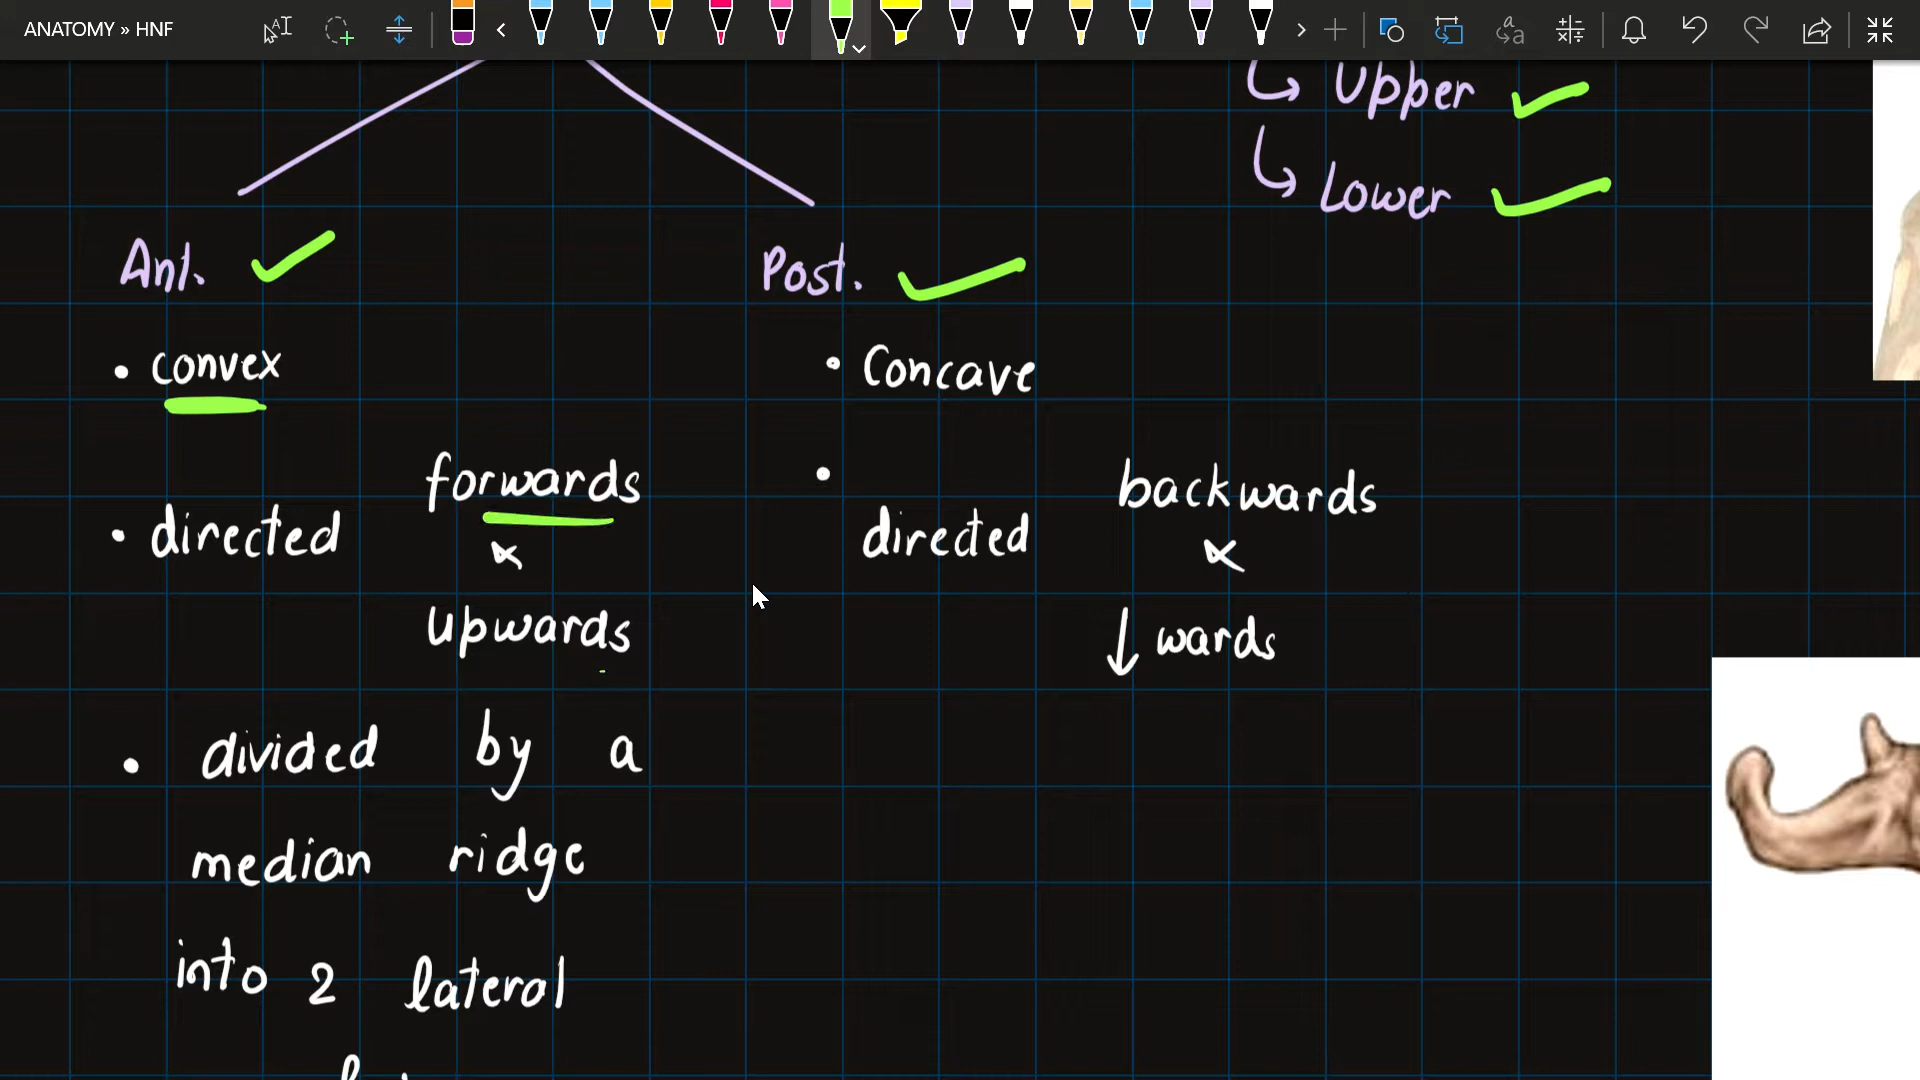 ANATOMY » HNF
Upper
Lower
Ant.
Post.
• convex
• Concave
• directed forwards & upwards
• directed backwards & ↓ wards
• divided by a
median ridge
into 2 lateral